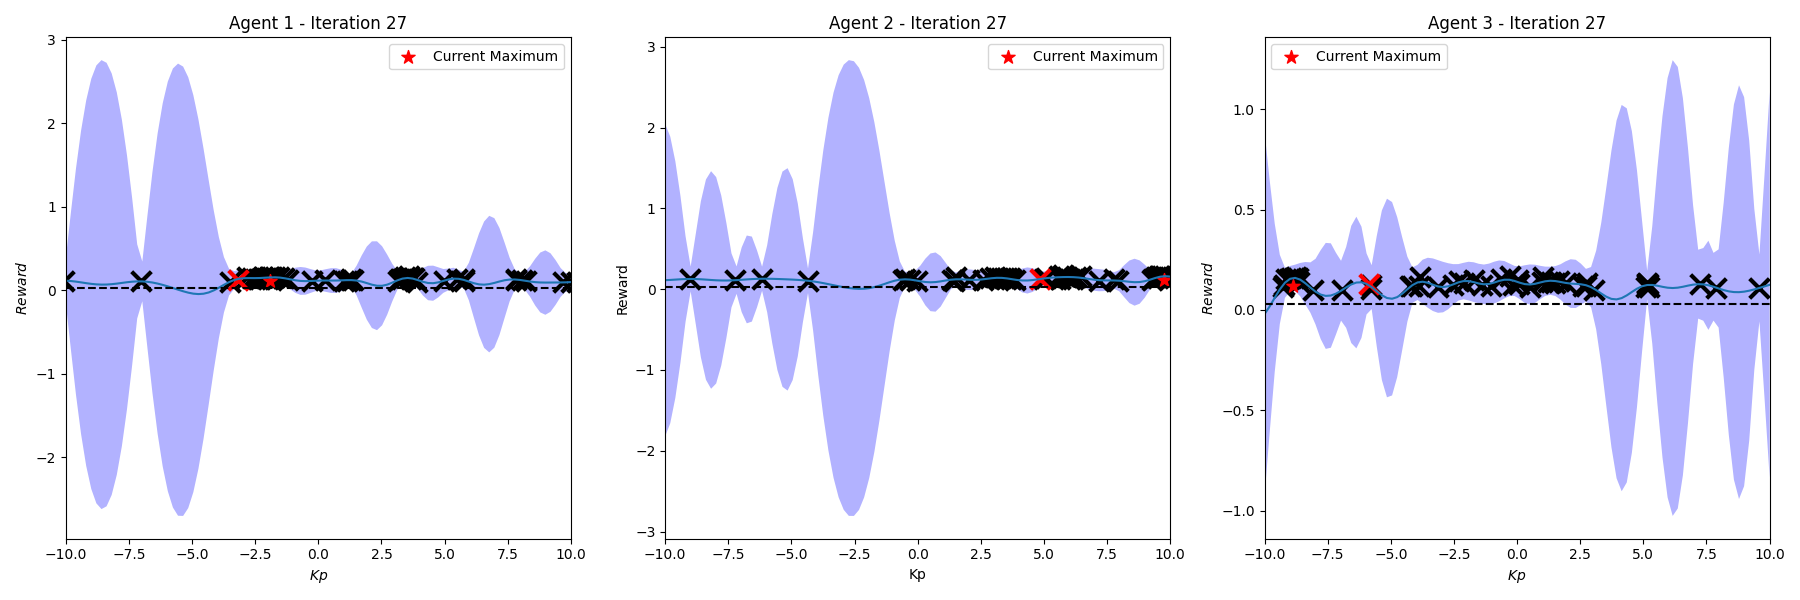 Agent 1 - Iteration 27
3
2
1
0
−1
−2
Reward
Current Maximum
−10.0 −7.5 −5.0 −2.5 0.0 2.5 5.0 7.5 10.0
Kp
Agent 2 - Iteration 27
3
2
1
0
−1
−2
−3
Reward
Current Maximum
−10.0 −7.5 −5.0 −2.5 0.0 2.5 5.0 7.5 10.0
Kp
Agent 3 - Iteration 27
1.0
0.5
0.0
−0.5
−1.0
Reward
Current Maximum
−10.0 −7.5 −5.0 −2.5 0.0 2.5 5.0 7.5 10.0
Kp